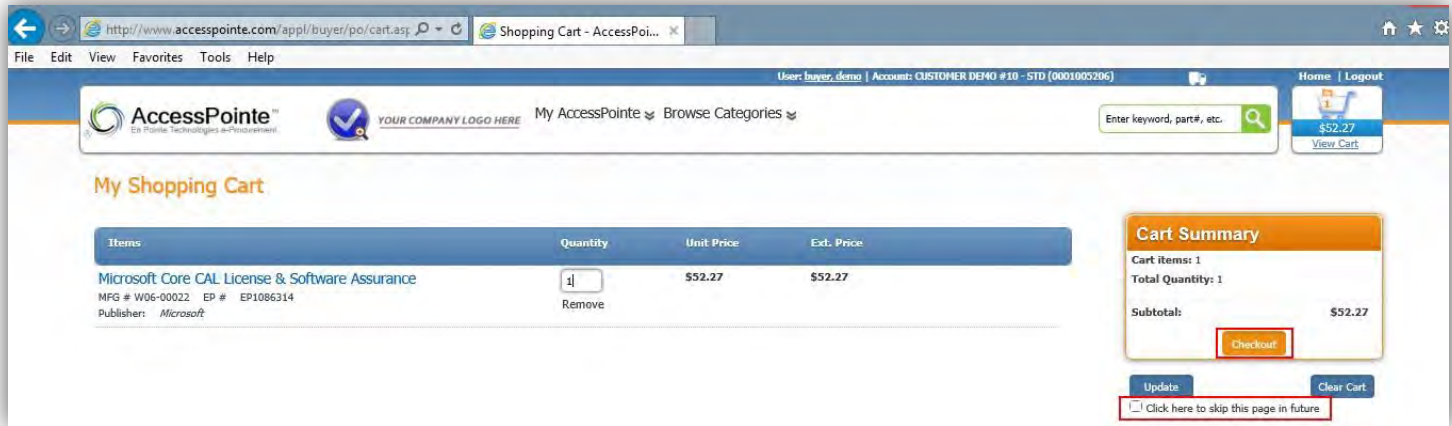 http://www.accesspointe.com/appl/buyer/po/cart.asp
Shopping Cart - AccessPoi...
File Edit View Favorites Tools Help
User: buyer, demo | Account: CUSTOMER DEMO #10 - STD (0001005206)
Home | Logout
AccessPointe™
En Pointe Technologies e-Procurement
YOUR COMPANY LOGO HERE
My AccessPointe Browse Categories
Enter keyword, part#, etc.
1
$52.27
View Cart
My Shopping Cart
Items Quantity Unit Price Ext. Price
Microsoft Core CAL License & Software Assurance 1 $52.27 $52.27
MFG # W06-00022 EP # EP1086314
Remove
Publisher: Microsoft
Cart Summary
Cart items: 1
Total Quantity: 1
Subtotal: $52.27
Checkout
Update Clear Cart
Click here to skip this page in future